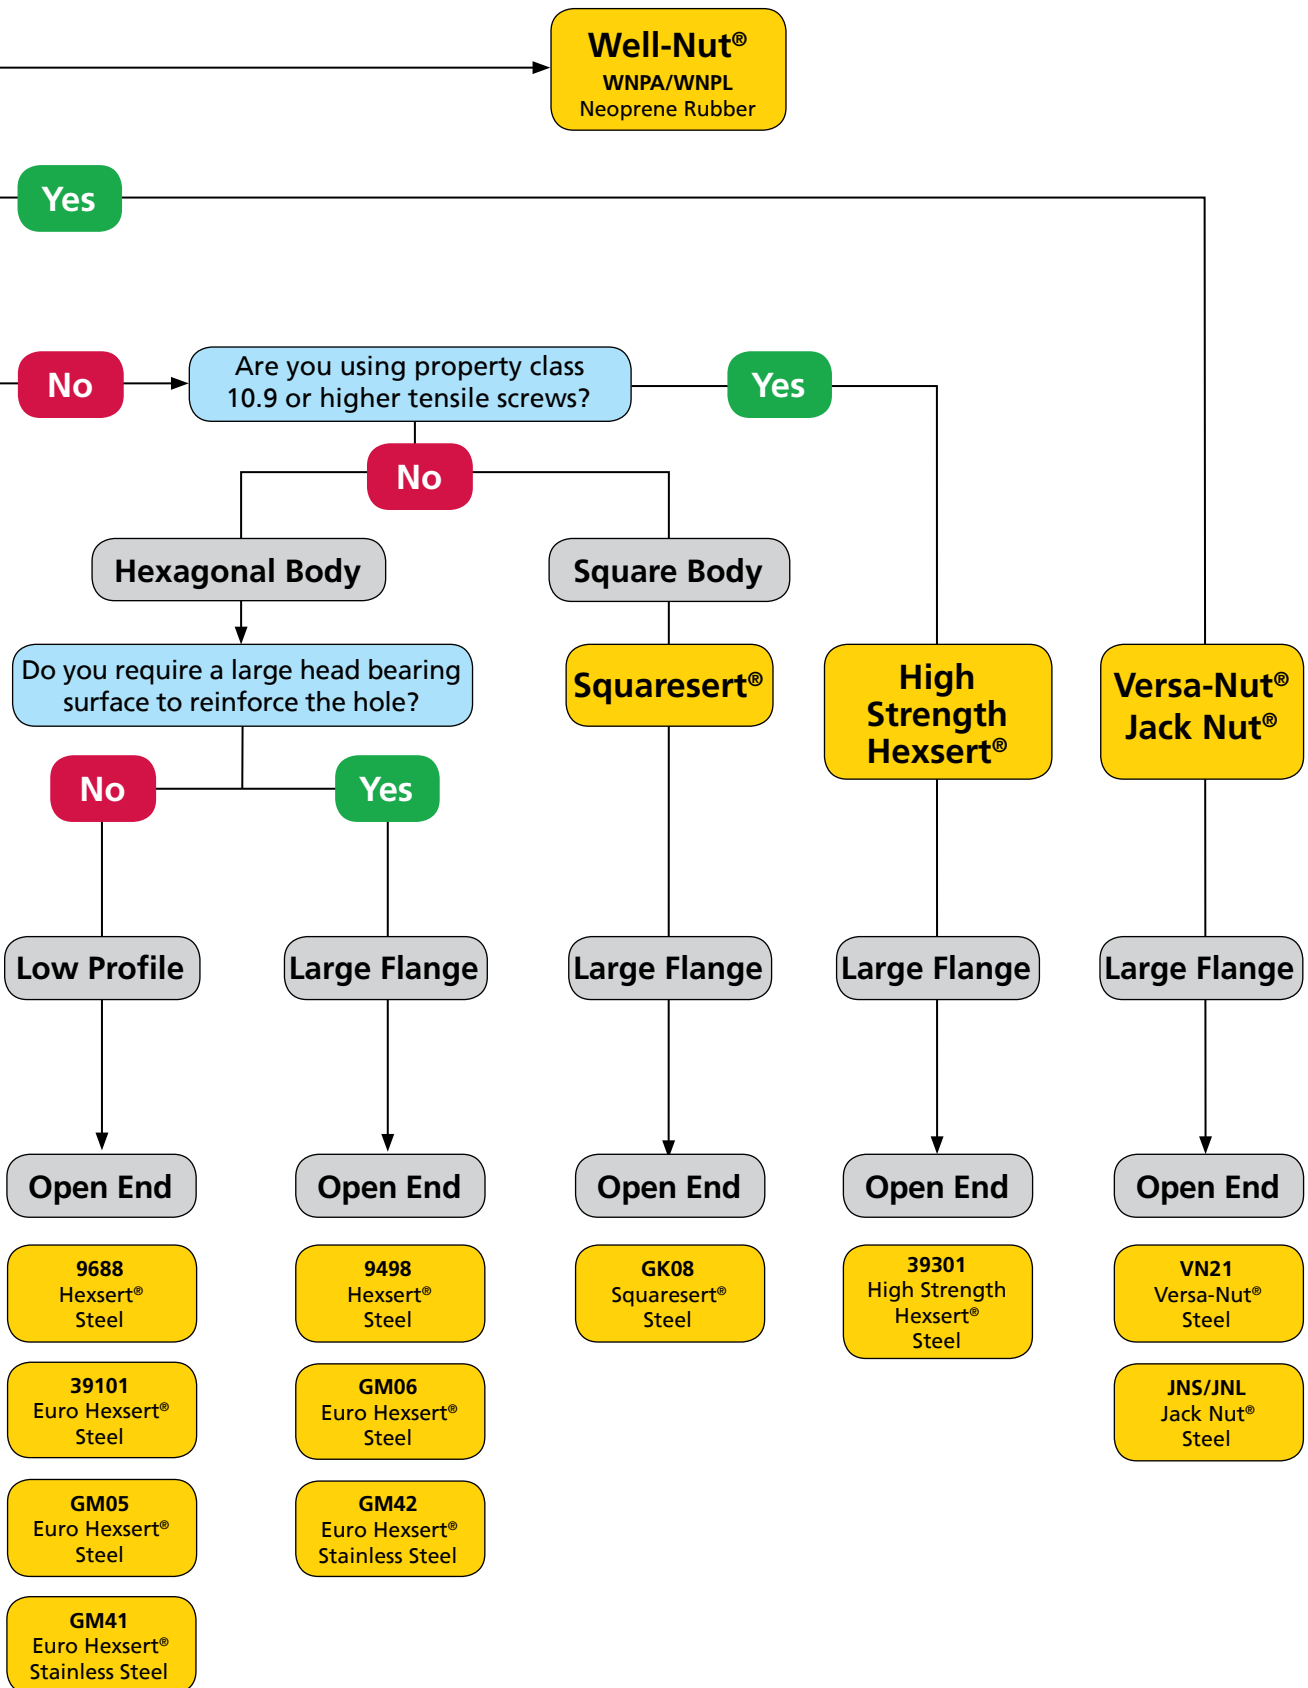 Well-Nut®
WNPA/WNPL
Neoprene Rubber
Yes
No
Are you using property class
10.9 or higher tensile screws?
Yes
No
Hexagonal Body
Square Body
Do you require a large head bearing
surface to reinforce the hole?
Squaresert®
High
Strength
Hexsert®
Versa-Nut®
Jack Nut®
No
Yes
Low Profile
Large Flange
Large Flange
Large Flange
Large Flange
Open End
Open End
Open End
Open End
Open End
9688
Hexsert®
Steel
9498
Hexsert®
Steel
GK08
Squaresert®
Steel
39301
High Strength
Hexsert®
Steel
VN21
Versa-Nut®
Steel
39101
Euro Hexsert®
Steel
GM06
Euro Hexsert®
Steel
JNS/JNL
Jack Nut®
Steel
GM05
Euro Hexsert®
Steel
GM42
Euro Hexsert®
Stainless Steel
GM41
Euro Hexsert®
Stainless Steel